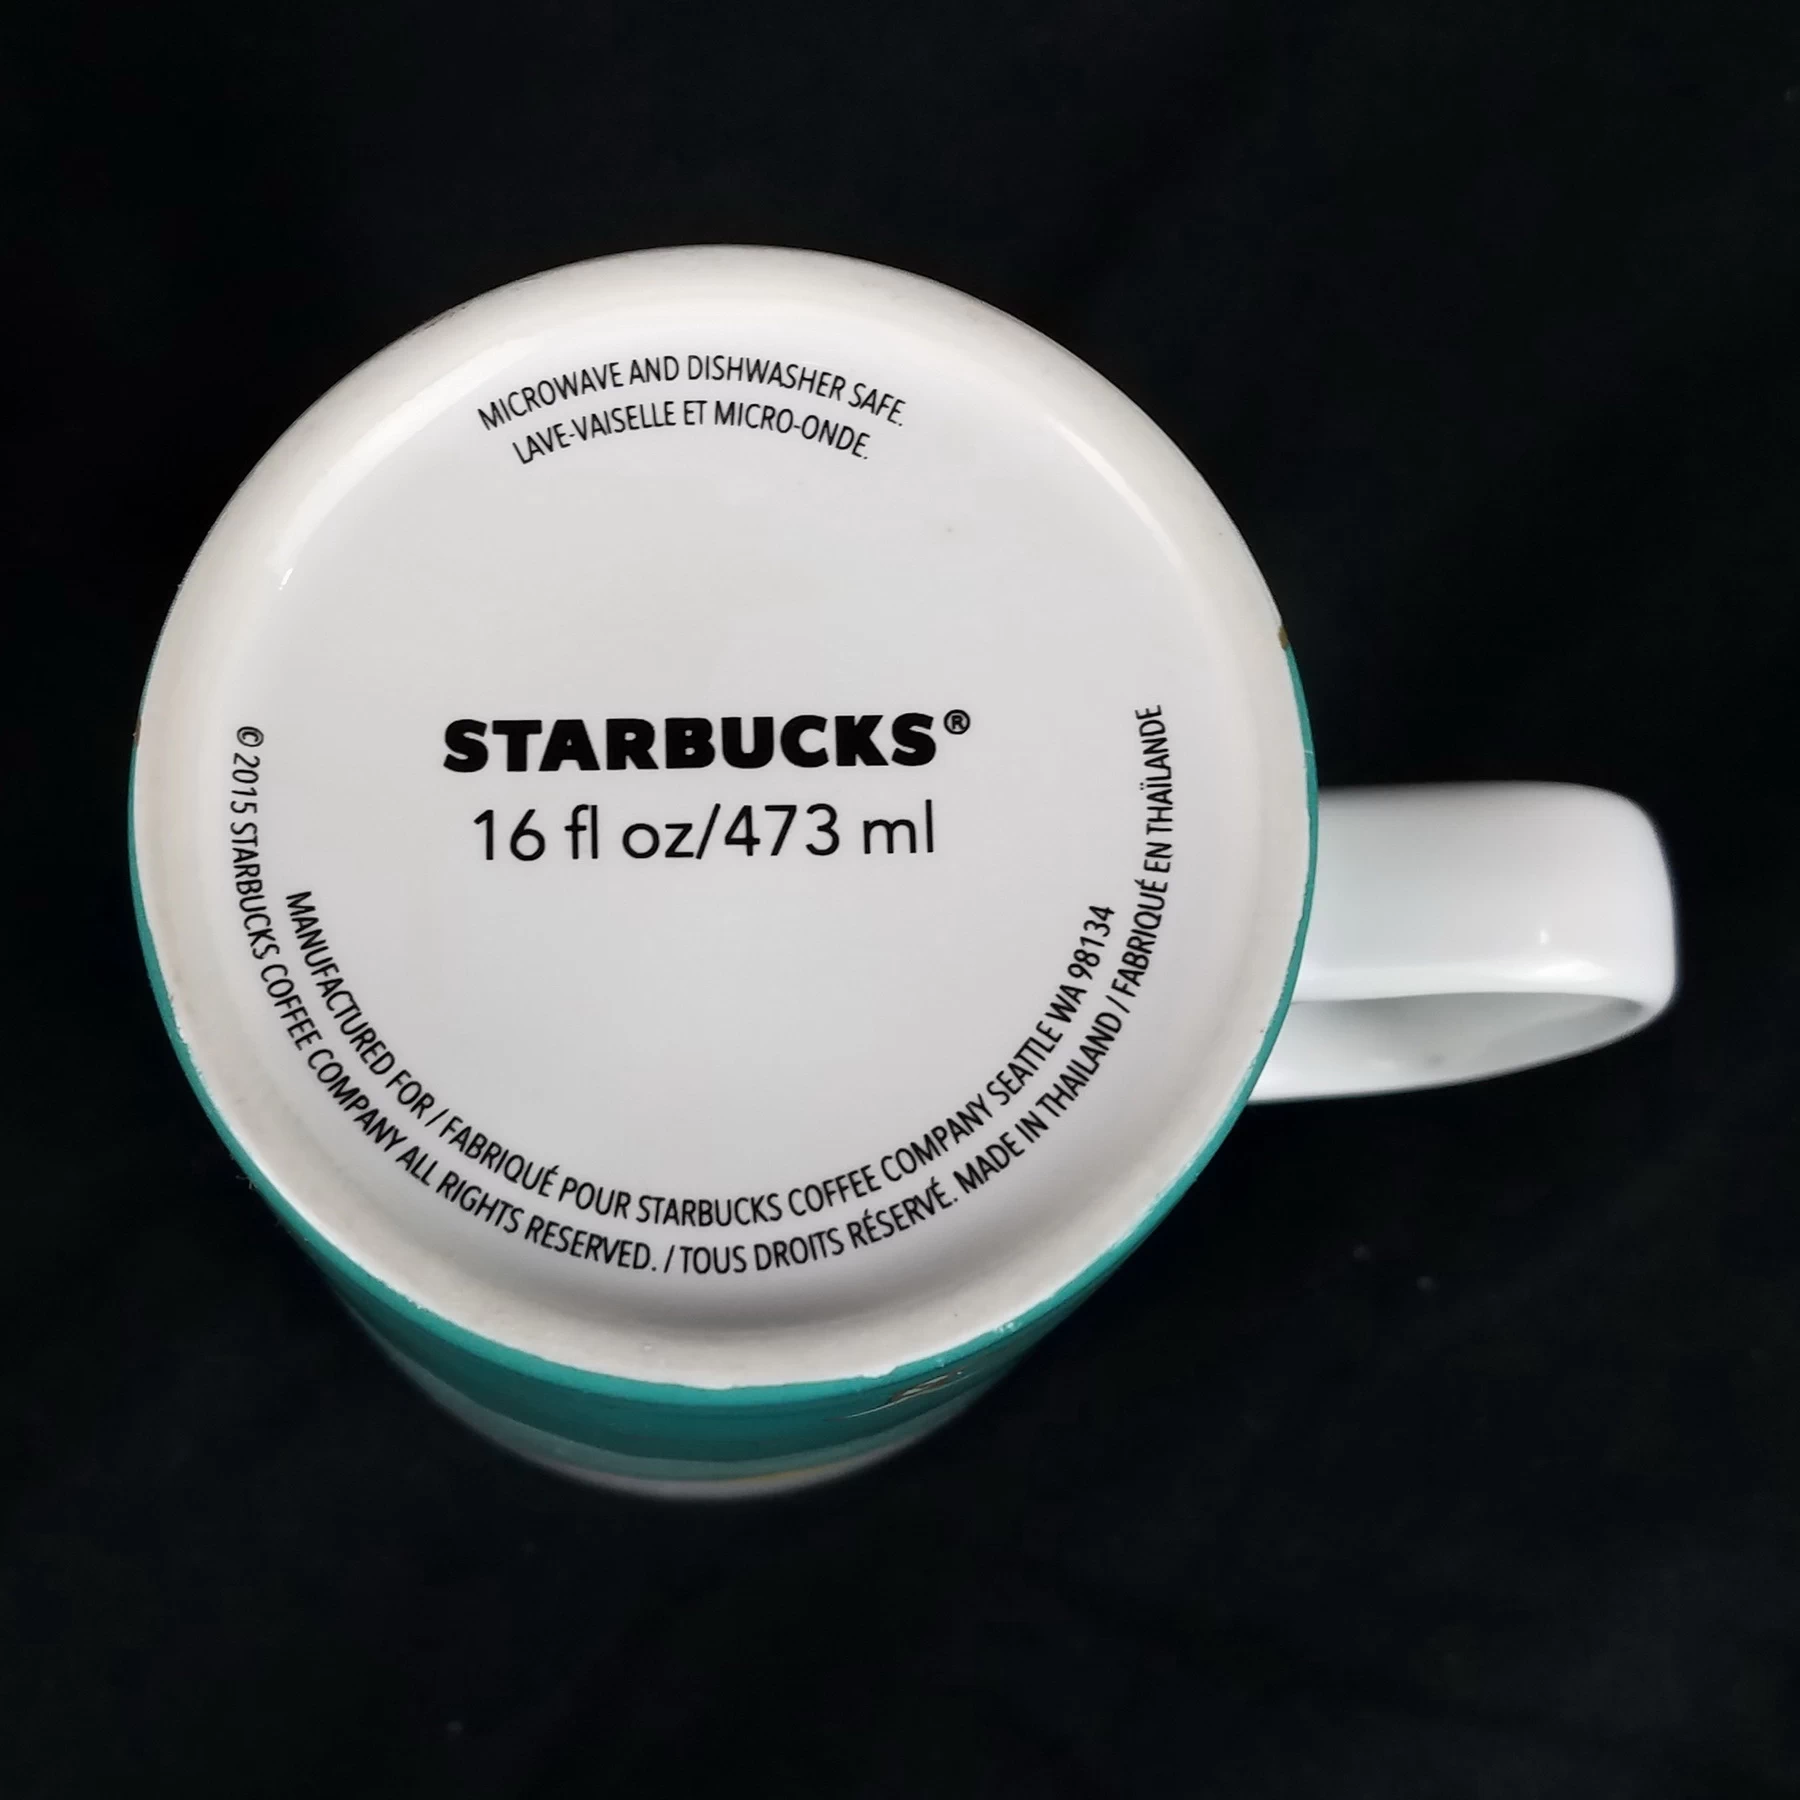 MICROWAVE AND DISHWASHER SAFE.
LAVE-VAISELLE ET MICRO-ONDE.
STARBUCKS®
16 fl oz/473 ml
MANUFACTURED FOR / FABRIQUÉ POUR STARBUCKS COFFEE COMPANY SEATTLE WA 98134
© 2015 STARBUCKS COFFEE COMPANY ALL RIGHTS RESERVED. / TOUS DROITS RÉSERVÉ. MADE IN THAILAND / FABRIQUÉ EN THAÏLANDE